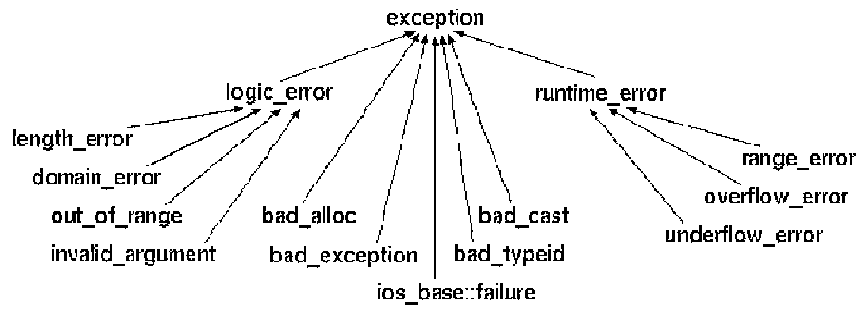 exception
logic_error
runtime_error
length_error
range_error
domain_error
overflow_error
out_of_range
bad_alloc
bad_cast
underflow_error
invalid_argument
bad_exception
bad_typeid
ios_base::failure